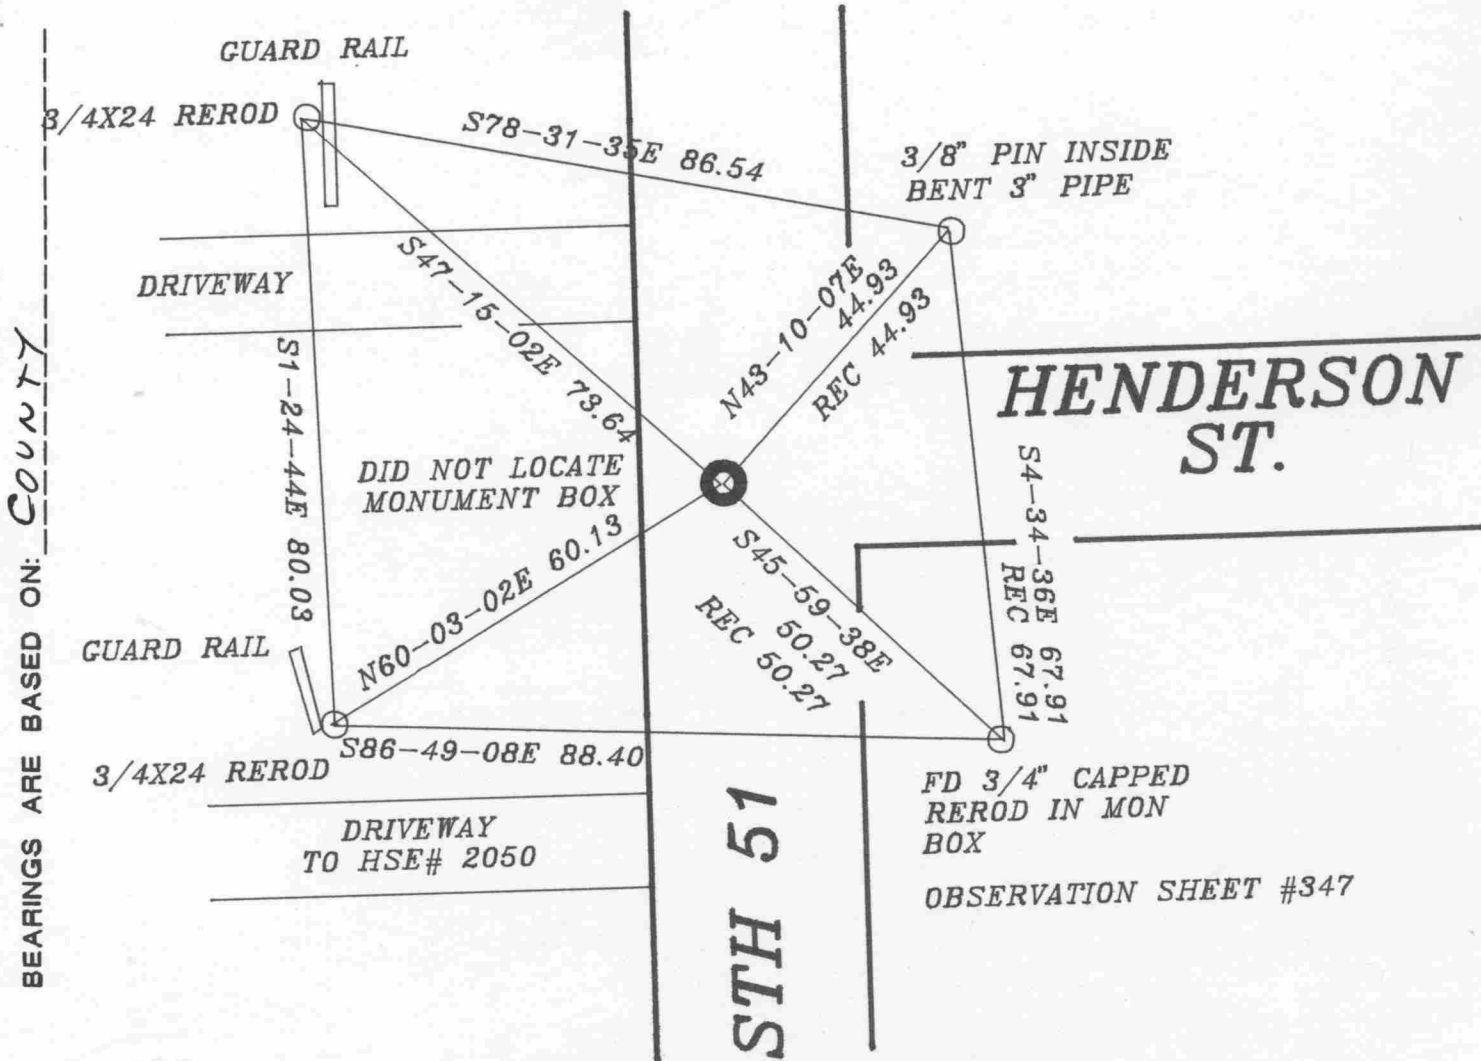 GUARD RAIL
3/4X24 REROD
S78-31-35E 86.54
3/8" PIN INSIDE
BENT 3" PIPE
DRIVEWAY
S47-15-02E 73.64
N43-10-07E
44.93
REC 44.93
HENDERSON
ST.
S1-24-44E 80.03
DID NOT LOCATE
MONUMENT BOX
S4-34-36E 67.91
REC 67.91
N60-03-02E 60.13
S45-59-38E
50.27
REC 50.27
GUARD RAIL
3/4X24 REROD
S86-49-08E 88.40
FD 3/4" CAPPED
REROD IN MON
BOX
DRIVEWAY
TO HSE# 2050
STH 51
OBSERVATION SHEET #347
BEARINGS ARE BASED ON: COUNTY